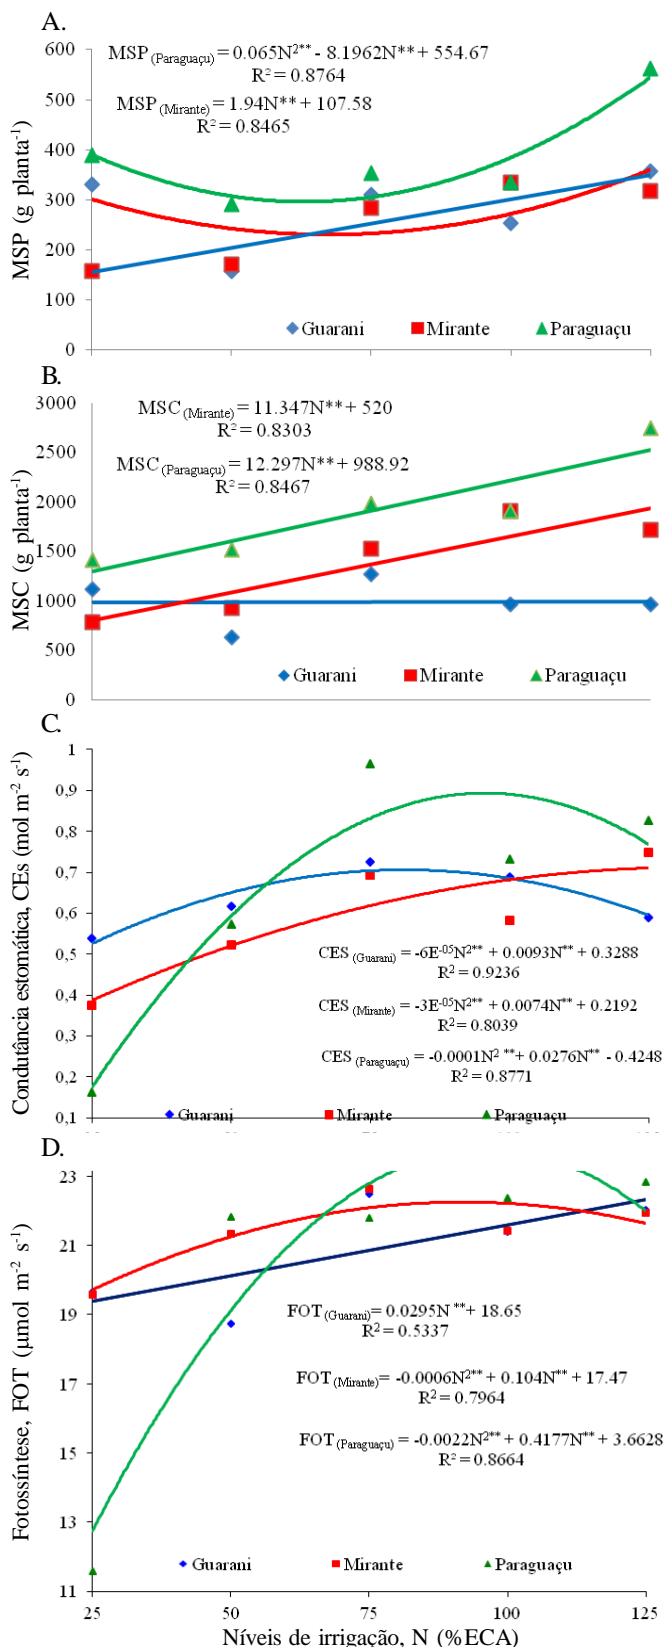 A.
MSP (Paraguaçu) = 0.065N²** - 8.1962N** + 554.67
R² = 0.8764
MSP (Mirante) = 1.94N** + 107.58
R² = 0.8465
MSP (g planta⁻¹)
600
500
400
300
200
100
0
Guarani Mirante Paraguaçu
B.
MSC (Mirante) = 11.347N** + 520
R² = 0.8303
MSC (Paraguaçu) = 12.297N** + 988.92
R² = 0.8467
MSC (g planta⁻¹)
3000
2500
2000
1500
1000
500
0
Guarani Mirante Paraguaçu
C.
Condutância estomática, CEs (mol m⁻² s⁻¹)
1
0,9
0,8
0,7
0,6
0,5
0,4
0,3
0,2
0,1
CES (Guarani) = -6E⁻⁰⁵N²** + 0.0093N** + 0.3288
R² = 0.9236
CES (Mirante) = -3E⁻⁰⁵N²** + 0.0074N** + 0.2192
R² = 0.8039
CES (Paraguaçu) = -0.0001N² **+ 0.0276N** - 0.4248
R² = 0.8771
Guarani Mirante Paraguaçu
D.
Fotossíntese, FOT (µmol m⁻² s⁻¹)
23
21
19
17
15
13
11
FOT (Guarani) = 0.0295N **+ 18.65
R² = 0.5337
FOT (Mirante) = -0.0006N²** + 0.104N** + 17.47
R² = 0.7964
FOT (Paraguaçu) = -0.0022N²** + 0.4177N** + 3.6628
R² = 0.8664
Guarani Mirante Paraguaçu
25 50 75 100 125
Níveis de irrigação, N (%ECA)